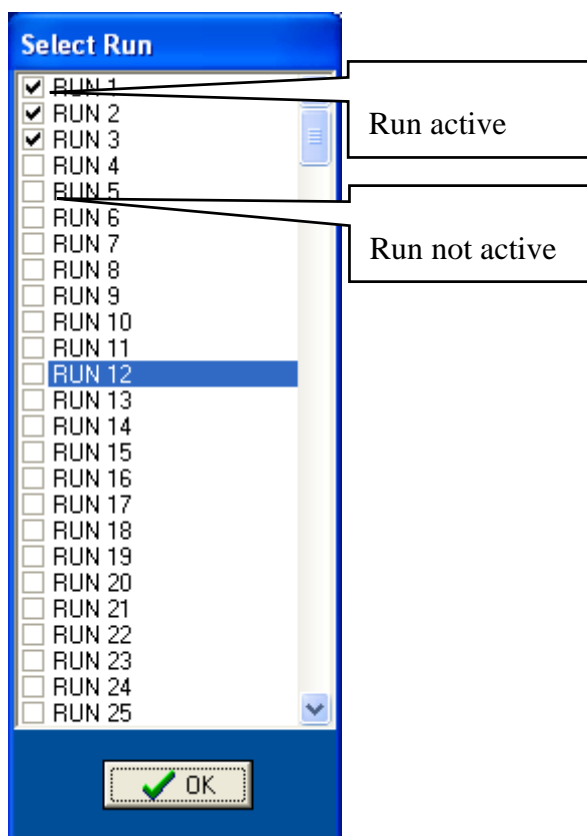 Select Run
RUN 1
RUN 2
RUN 3
RUN 4
RUN 5
RUN 6
RUN 7
RUN 8
RUN 9
RUN 10
RUN 11
RUN 12
RUN 13
RUN 14
RUN 15
RUN 16
RUN 17
RUN 18
RUN 19
RUN 20
RUN 21
RUN 22
RUN 23
RUN 24
RUN 25
OK
Run active
Run not active